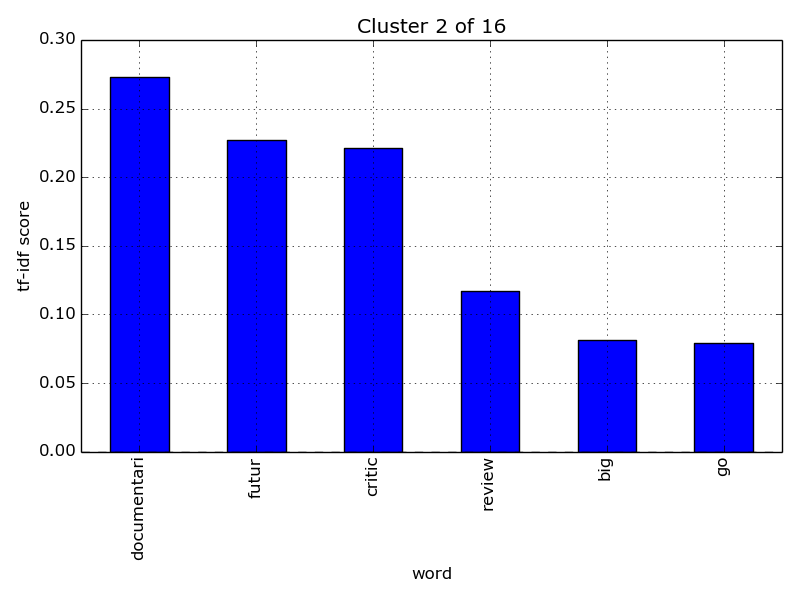 Cluster 2 of 16
0.30
0.25
0.20
0.15
0.10
0.05
0.00
tf-idf score
documentari
futur
critic
review
big
go
word